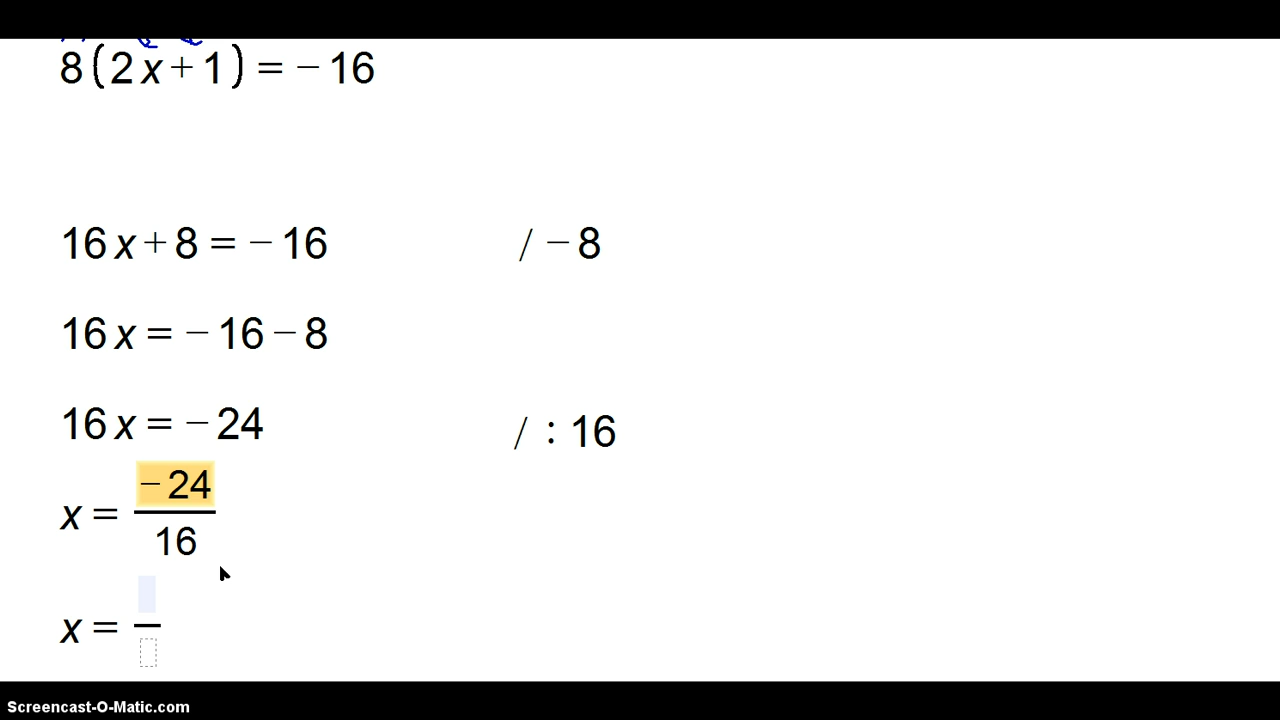 8(2x+1)=−16
16x+8=−16 /−8
16x=−16−8
16x=−24 /:16
x=−24/16
x=
Screencast-O-Matic.com